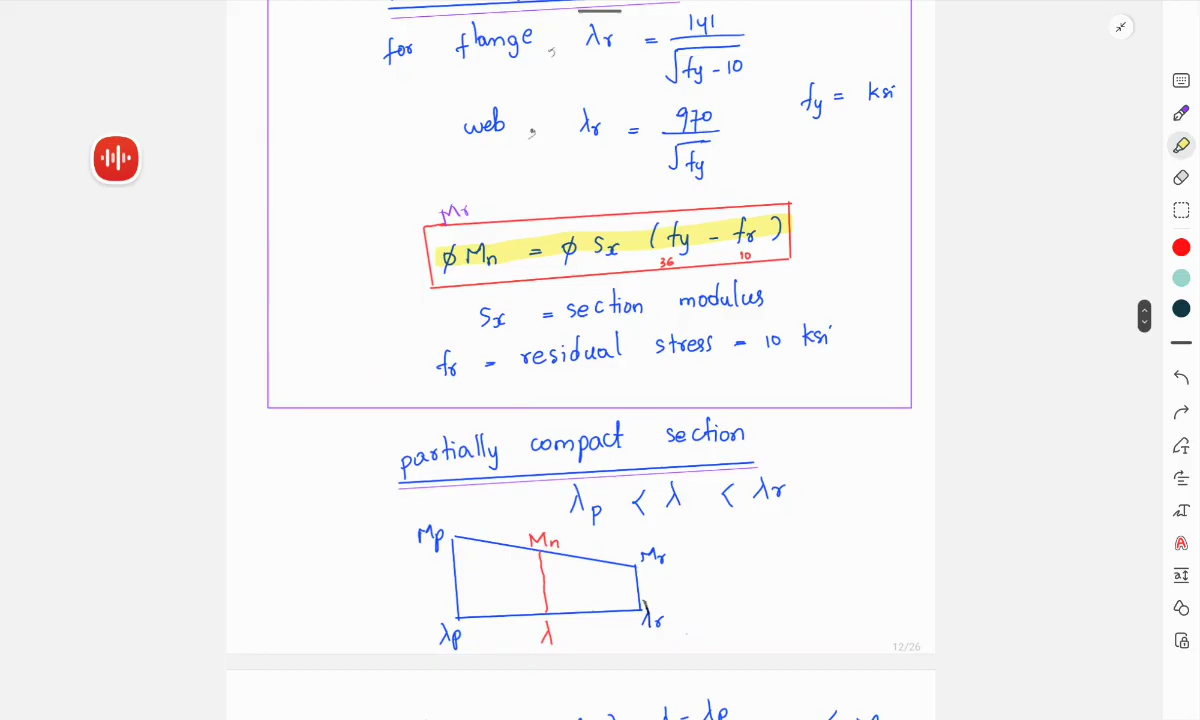 for flange, λr = 141 / √fy - 10
fy = ksi
web, λr = 970 / √fy
Mr
φ Mn = φ Sx (fy - fr)
36 10
Sx = section modulus
fr = residual stress = 10 ksi
partially compact section
λp < λ < λr
Mp Mn Mr
λp λ λr
12/26